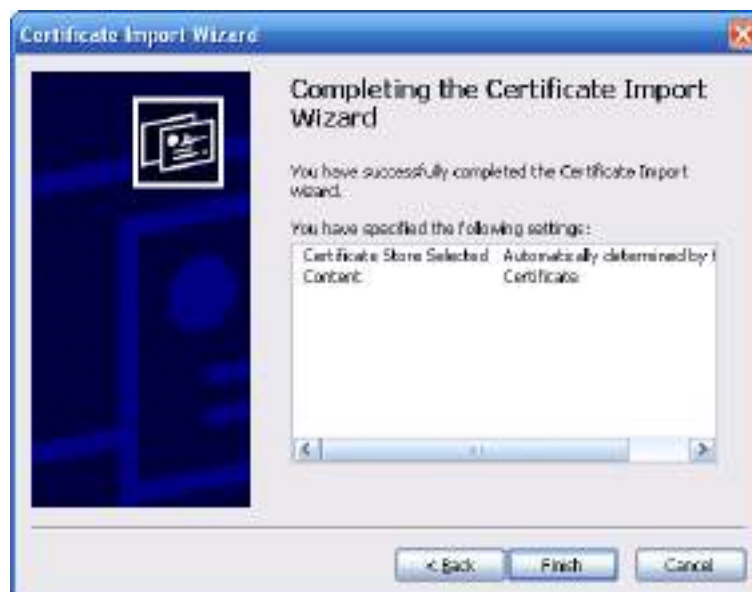 Certificate Import Wizard
Completing the Certificate Import
Wizard
You have successfully completed the Certificate Import
wizard.
You have specified the following settings:
Certificate Store Selected Automatically determined by t
Content Certificate
< Back Finish Cancel